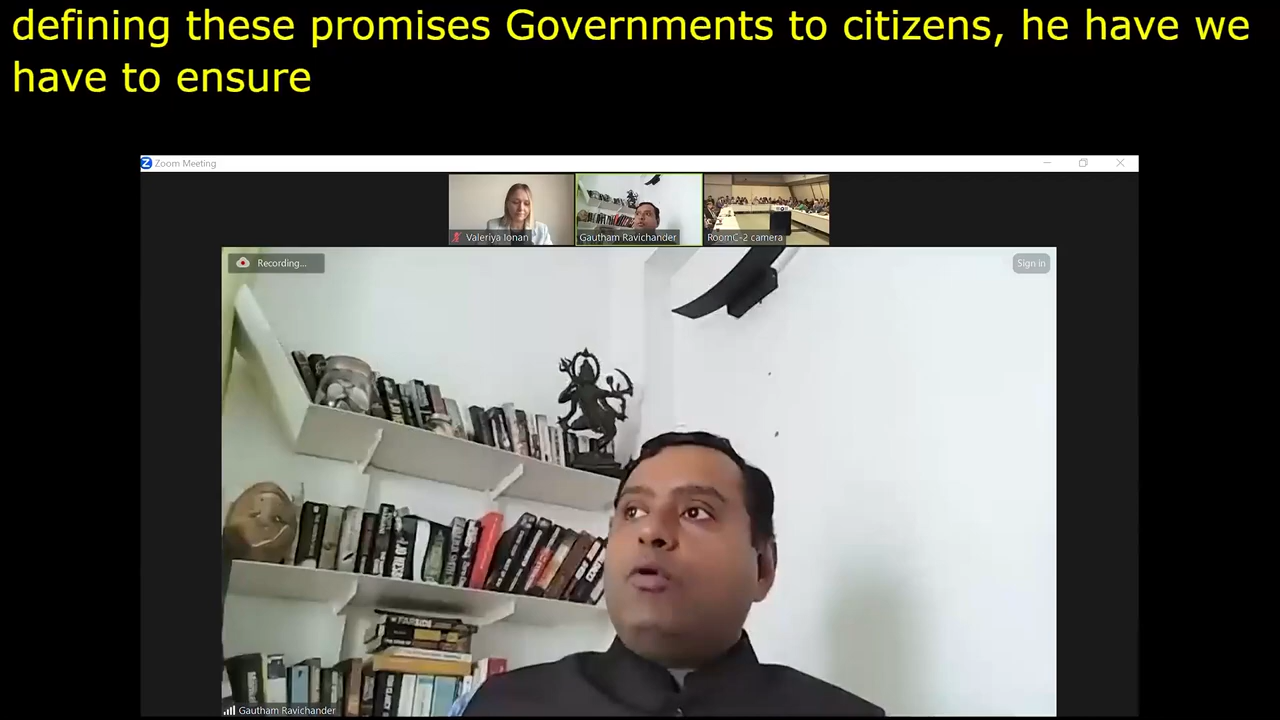 defining these promises Governments to citizens, he have we
have to ensure
Zoom Meeting
Valeriya Ionan
Gautham Ravichander
RoomC-2 camera
Recording...
Sign in
Gautham Ravichander